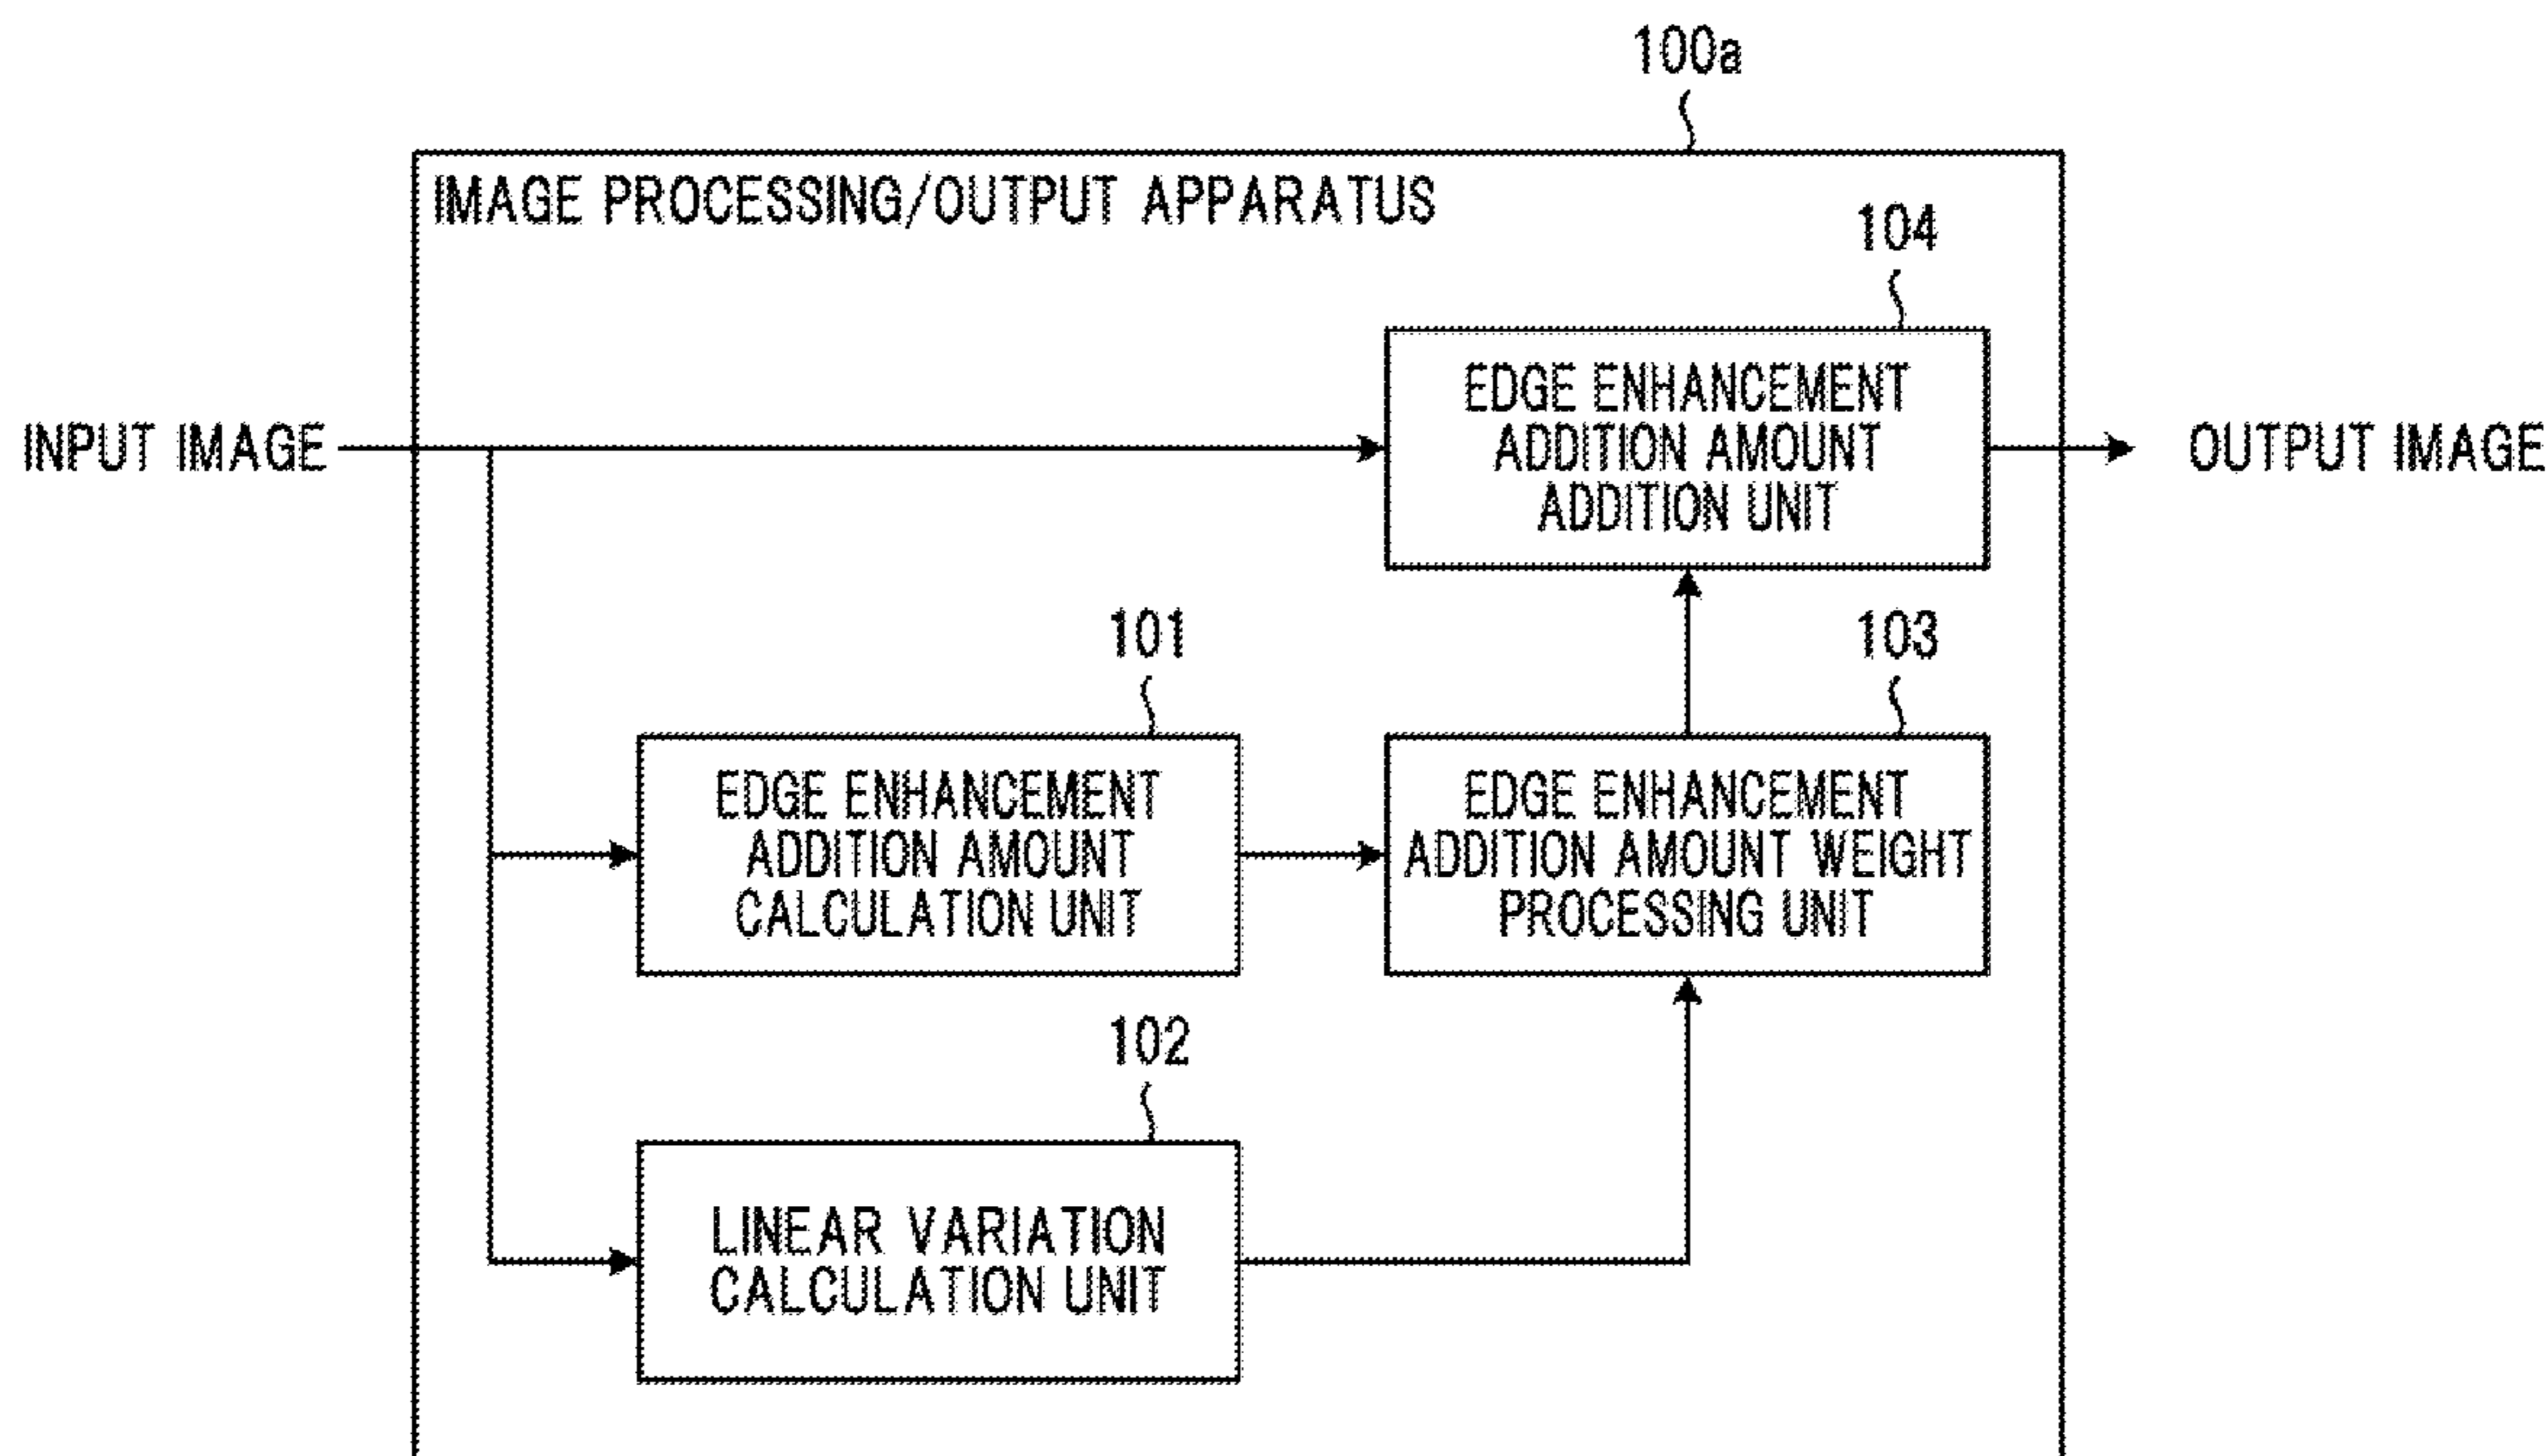 100a
IMAGE PROCESSING/OUTPUT APPARATUS
104
EDGE ENHANCEMENT
ADDITION AMOUNT
ADDITION UNIT
INPUT IMAGE
OUTPUT IMAGE
101
EDGE ENHANCEMENT
ADDITION AMOUNT
CALCULATION UNIT
103
EDGE ENHANCEMENT
ADDITION AMOUNT WEIGHT
PROCESSING UNIT
102
LINEAR VARIATION
CALCULATION UNIT